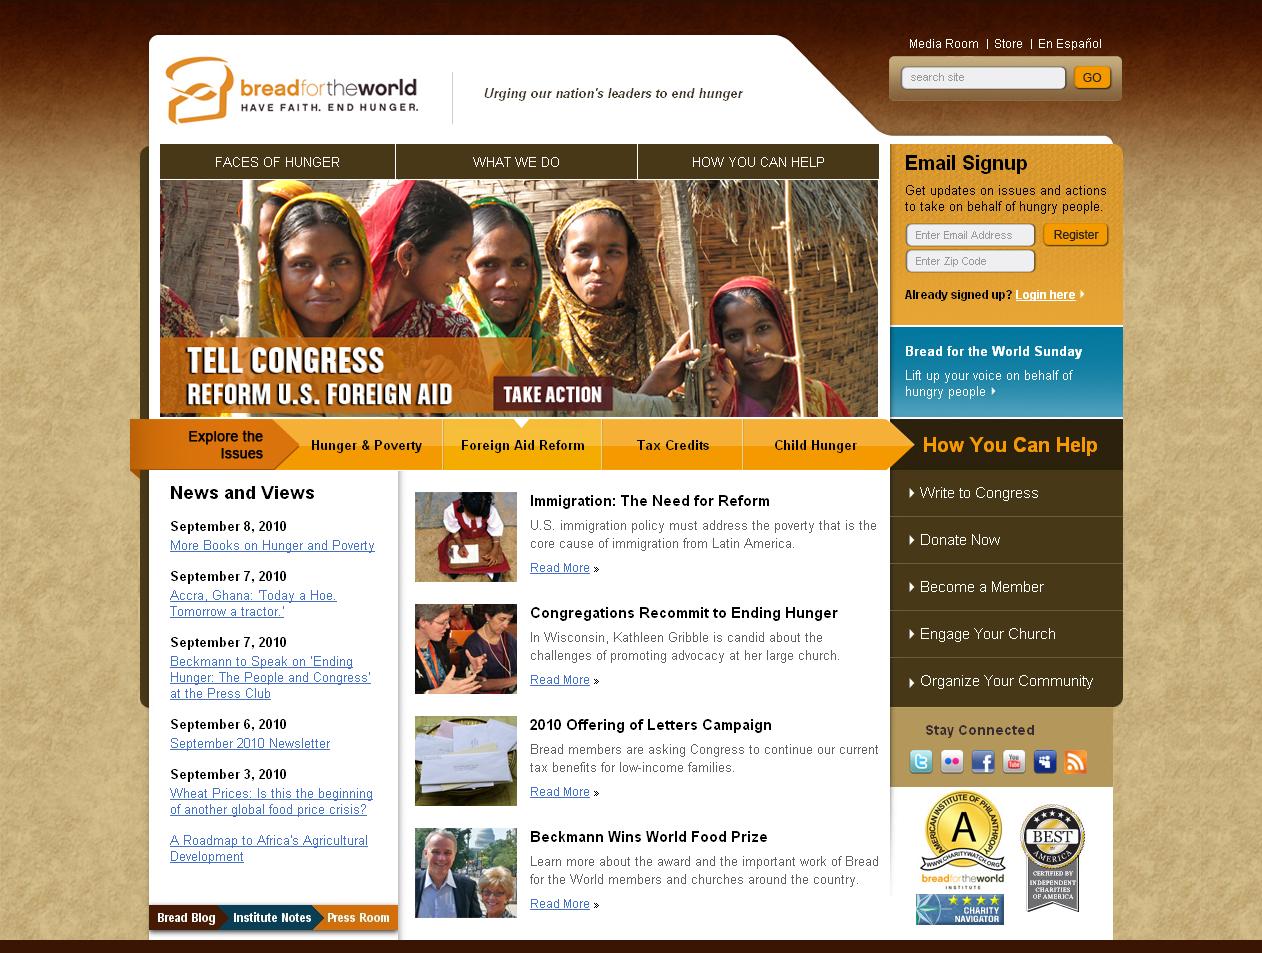 Media Room | Store | En Español
search site
GO
breadfortheworld
HAVE FAITH. END HUNGER.
Urging our nation's leaders to end hunger
FACES OF HUNGER
WHAT WE DO
HOW YOU CAN HELP
TELL CONGRESS
REFORM U.S. FOREIGN AID
TAKE ACTION
Email Signup
Get updates on issues and actions
to take on behalf of hungry people.
Enter Email Address
Register
Enter Zip Code
Already signed up? Login here
Bread for the World Sunday
Lift up your voice on behalf of
hungry people
Explore the
Issues
Hunger & Poverty
Foreign Aid Reform
Tax Credits
Child Hunger
How You Can Help
Write to Congress
Donate Now
Become a Member
Engage Your Church
Organize Your Community
News and Views
September 8, 2010
More Books on Hunger and Poverty
September 7, 2010
Accra, Ghana: 'Today a Hoe.
Tomorrow a tractor.'
September 7, 2010
Beckmann to Speak on 'Ending
Hunger: The People and Congress'
at the Press Club
September 6, 2010
September 2010 Newsletter
September 3, 2010
Wheat Prices: Is this the beginning
of another global food price crisis?
A Roadmap to Africa's Agricultural
Development
Bread Blog
Institute Notes
Press Room
Immigration: The Need for Reform
U.S. immigration policy must address the poverty that is the
core cause of immigration from Latin America.
Read More »
Congregations Recommit to Ending Hunger
In Wisconsin, Kathleen Gribble is candid about the
challenges of promoting advocacy at her large church.
Read More »
2010 Offering of Letters Campaign
Bread members are asking Congress to continue our current
tax benefits for low-income families.
Read More »
Beckmann Wins World Food Prize
Learn more about the award and the important work of Bread
for the World members and churches around the country.
Read More »
Stay Connected
You
Tube
AMERICAN INSTITUTE OF PHILANTHROPY
A
WWW.CHARITYWATCH.ORG
breadfortheworld
INSTITUTE
CHARITY
NAVIGATOR
BEST
IN
AMERICA
CERTIFIED BY
INDEPENDENT
CHARITIES
OF AMERICA